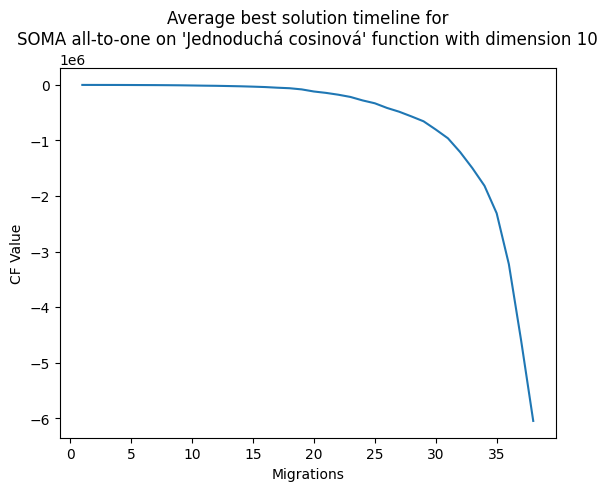 Average best solution timeline for
SOMA all-to-one on 'Jednoduchá cosinová' function with dimension 10
1e6
0
−1
−2
−3
−4
−5
−6
CF Value
0 5 10 15 20 25 30 35
Migrations